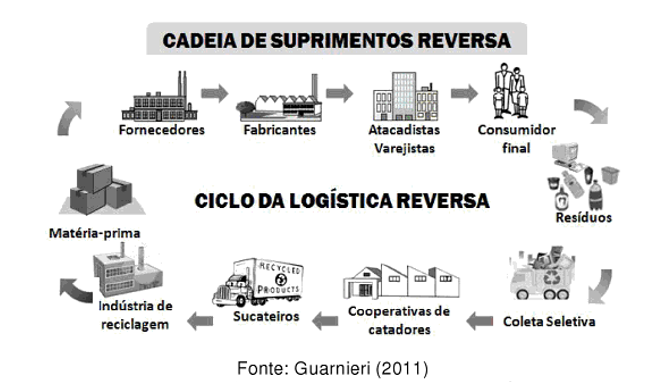 CADEIA DE SUPRIMENTOS REVERSA
Fornecedores
Fabricantes
Atacadistas
Varejistas
Consumidor
final
CICLO DA LOGÍSTICA REVERSA
Resíduos
Matéria-prima
RECYCLED
PRODUCTS
Indústria de
reciclagem
Sucateiros
Cooperativas de
catadores
Coleta Seletiva
Fonte: Guarnieri (2011)